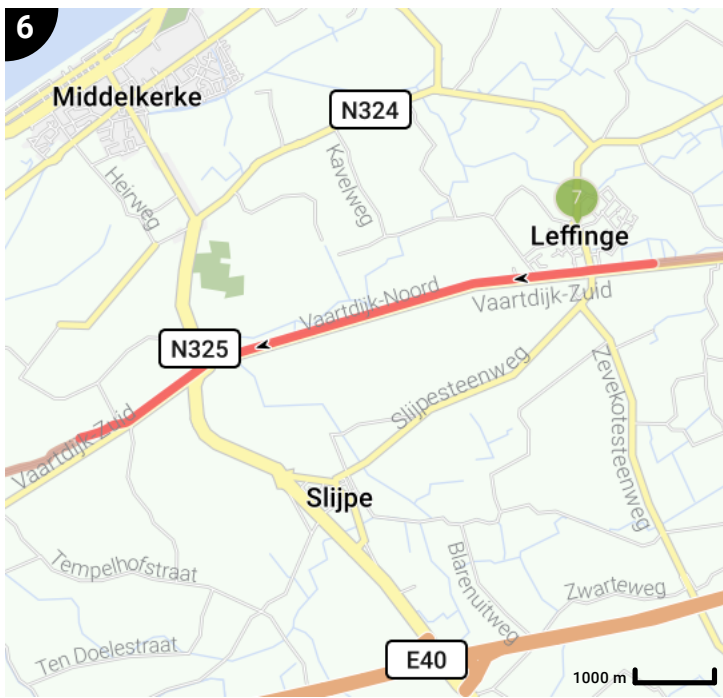 6
Middelkerke
N324
Heirweg
Kavelweg
7
Leffinge
Vaartdijk-Noord
Vaartdijk-Zuid
N325
Slijpesteenweg
Zevekotesteenweg
Vaartdijk-Zuid
Slijpe
Tempelhofstraat
Blarenuitweg
Zwarteweg
Ten Doelestraat
E40
1000 m